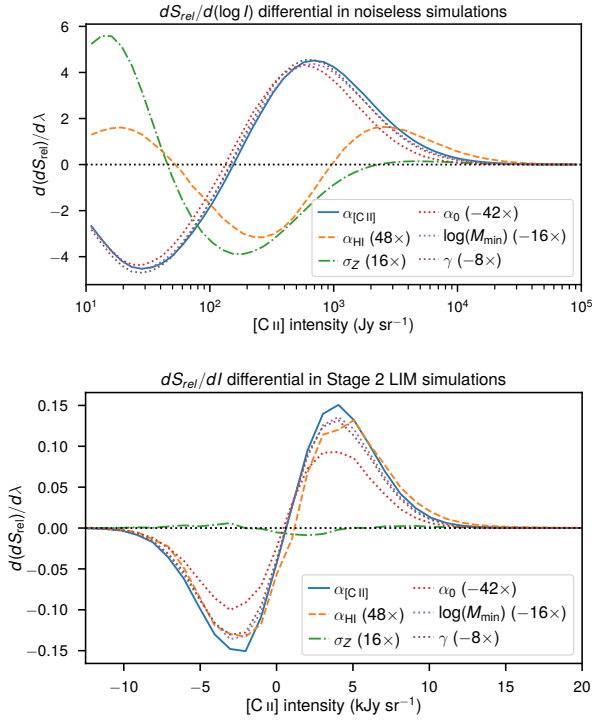 dS_rel/d(log I) differential in noiseless simulations
6
4
2
0
−2
−4
d(dS_rel)/dλ
α_[C II]
α_HI (48×)
σ_Z (16×)
α_0 (−42×)
log(M_min) (−16×)
γ (−8×)
10^1
10^2
10^3
10^4
10^5
[C II] intensity (Jy sr^−1)
dS_rel/dI differential in Stage 2 LIM simulations
0.15
0.10
0.05
0.00
−0.05
−0.10
−0.15
d(dS_rel)/dλ
α_[C II]
α_HI (48×)
σ_Z (16×)
α_0 (−42×)
log(M_min) (−16×)
γ (−8×)
−10
−5
0
5
10
15
20
[C II] intensity (kJy sr^−1)